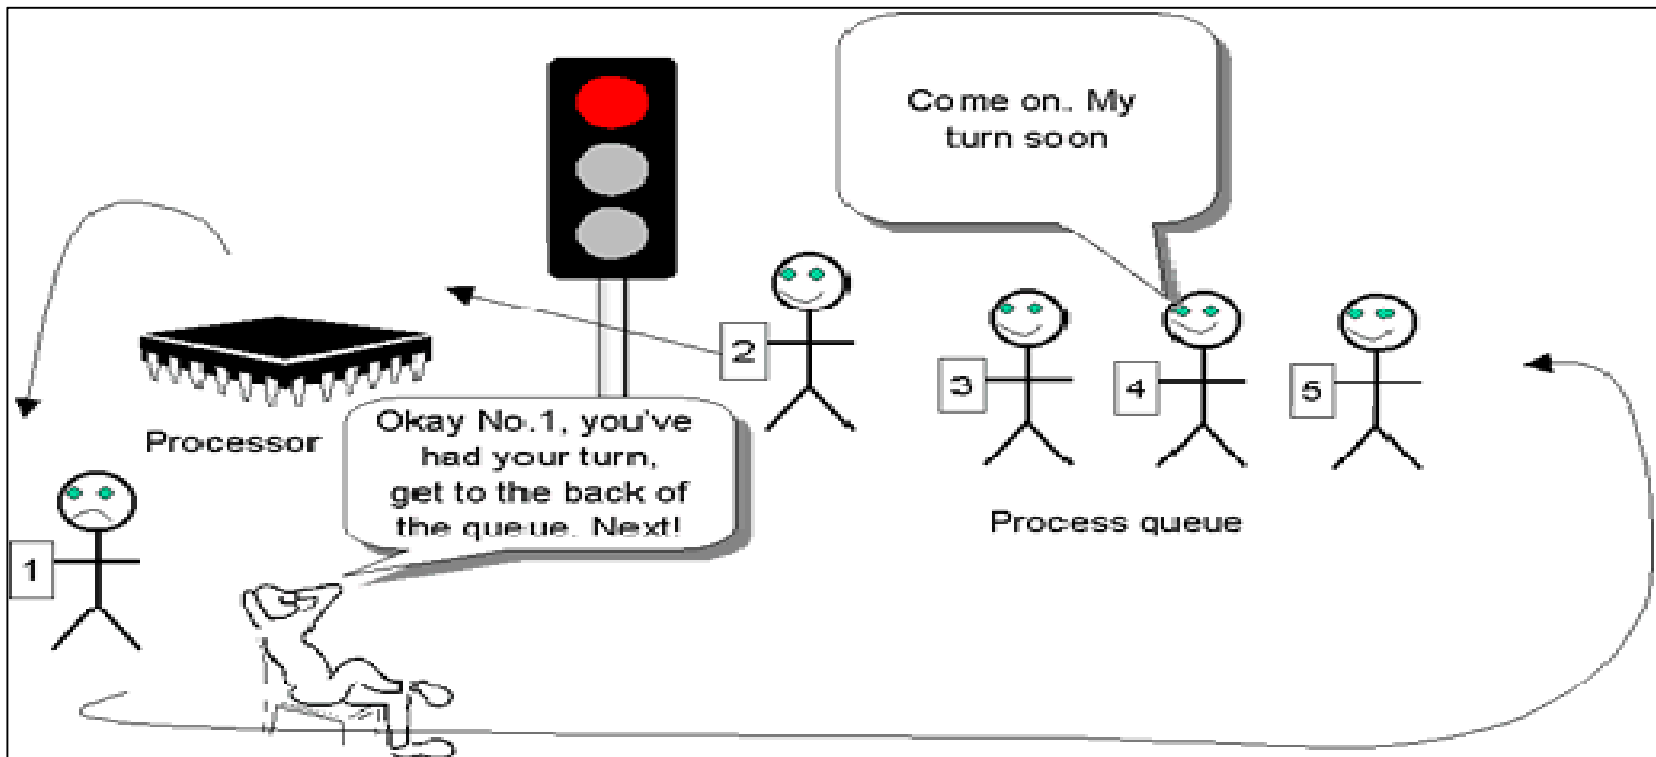 Come on. My
turn soon
2
3
4
5
Processor
Okay No.1, you've
had your turn,
get to the back of
the queue. Next!
Process queue
1